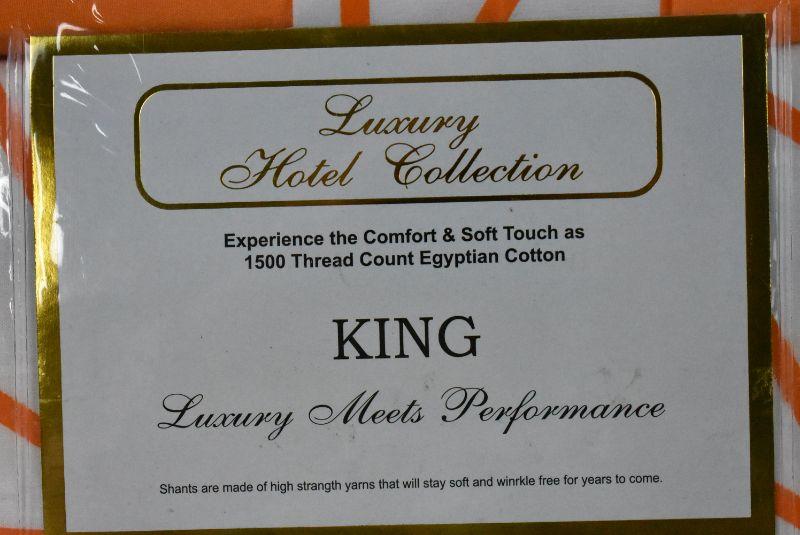 Luxury
Hotel Collection
Experience the Comfort & Soft Touch as
1500 Thread Count Egyptian Cotton
KING
Luxury Meets Performance
Shants are made of high strangth yarns that will stay soft and winrkle free for years to come.